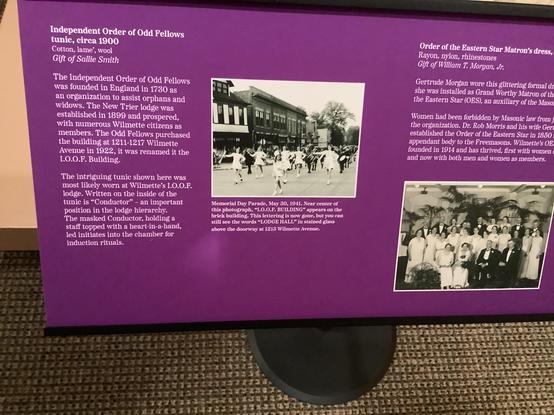 Independent Order of Odd Fellows
tunic, circa 1900
Cotton, lame', wool
Gift of Sallie Smith
The Independent Order of Odd Fellows
was founded in England in 1730 as
an organization to assist orphans and
widows. The New Trier lodge was
established in 1899 and prospered,
with numerous Wilmette citizens as
members. The Odd Fellows purchased
the building at 1211-1217 Wilmette
Avenue in 1922, it was renamed the
I.O.O.F. Building.
The intriguing tunic shown here was
most likely worn at Wilmette's I.O.O.F.
lodge. Written on the inside of the
tunic is "Conductor" – an important
position in the lodge hierarchy.
The masked Conductor, holding a
staff topped with a heart-in-a-hand,
led initiates into the chamber for
induction rituals.
Memorial Day Parade, May 30, 1941. Near center of
this photograph, "I.O.O.F. BUILDING" appears on the
brick building. This lettering is now gone, but you can
still see the words "LODGE HALL" in stained glass
above the doorway at 1215 Wilmette Avenue.
Order of the Eastern Star Matron's dress,
Rayon, nylon, rhinestones
Gift of William T. Morgan, Jr.
Gertrude Morgan wore this glittering formal
she was installed as Grand Worthy Matron of
the Eastern Star (OES), an auxiliary of the
Women had been forbidden by Masonic law from
the organization. Dr. Rob Morris and his wife
established the Order of the Eastern Star in 1850
appendant body to the Freemasons. Wilmette's
founded in 1914 and has thrived, first with women
and now with both men and women as members.